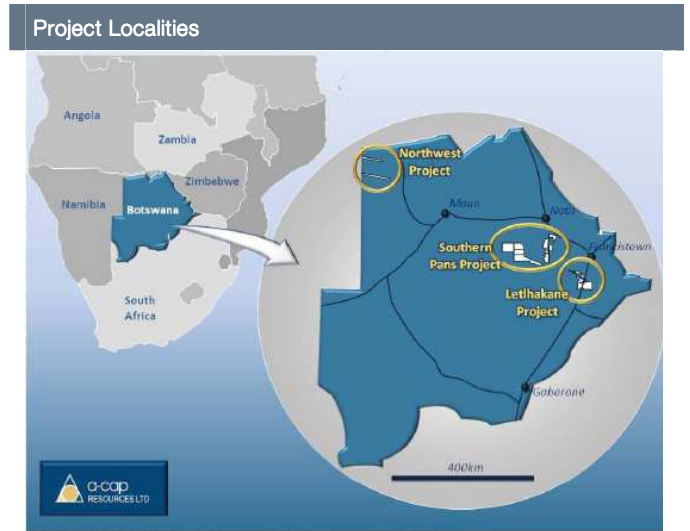 Project Localities
Angola
Zambia
Zimbabwe
Namibia
Botswana
South
Africa
Northwest
Project
Maun
Nata
Southern
Pans Project
Francistown
Letlhakane
Project
Gaborone
400km
a-cap
RESOURCES LTD